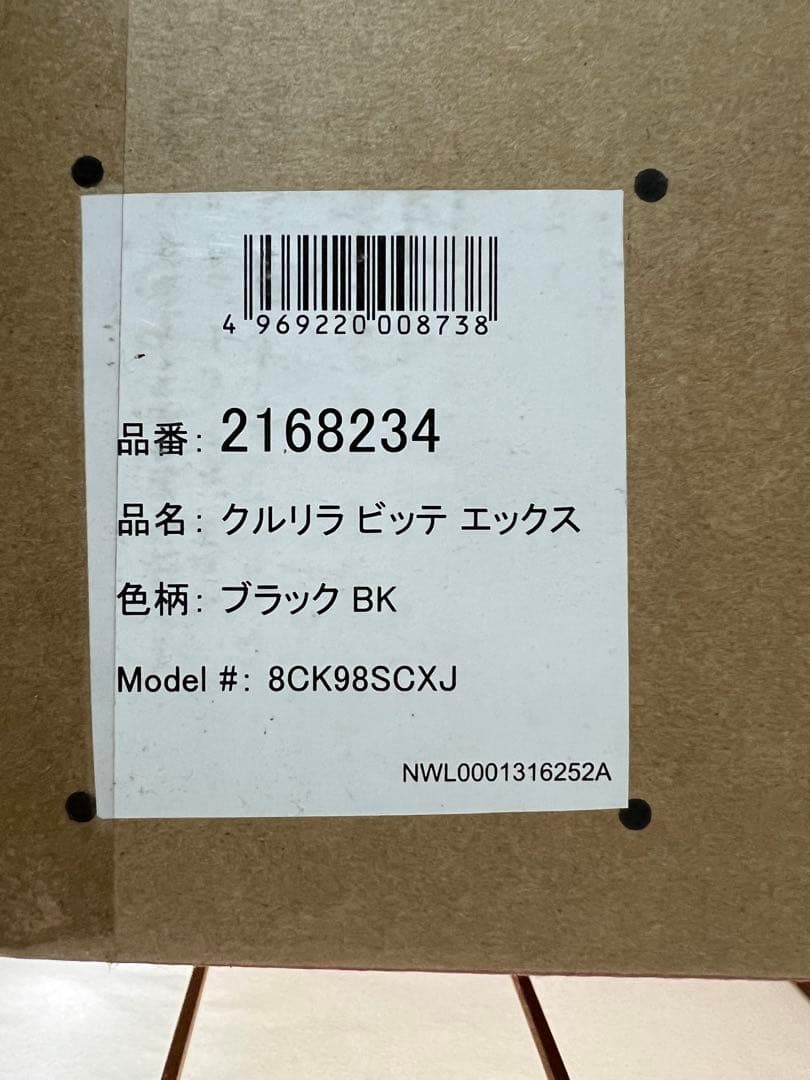 4 969220 008738
品番: 2168234
品名: クルリラ ビッテ エックス
色柄: ブラック BK
Model #: 8CK98SCXJ
NWL0001316252A